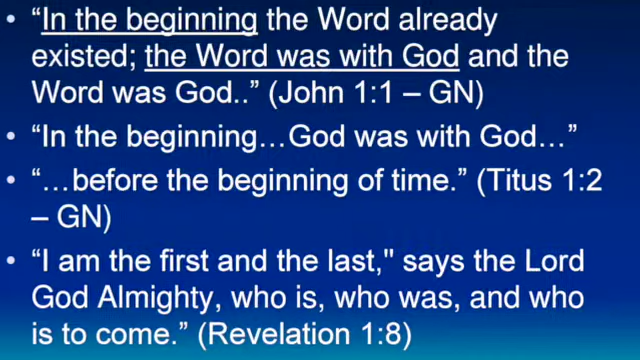 • “In the beginning the Word already
existed; the Word was with God and the
Word was God..” (John 1:1 – GN)
• “In the beginning…God was with God…”
• “…before the beginning of time.” (Titus 1:2
– GN)
• “I am the first and the last," says the Lord
God Almighty, who is, who was, and who
is to come.” (Revelation 1:8)